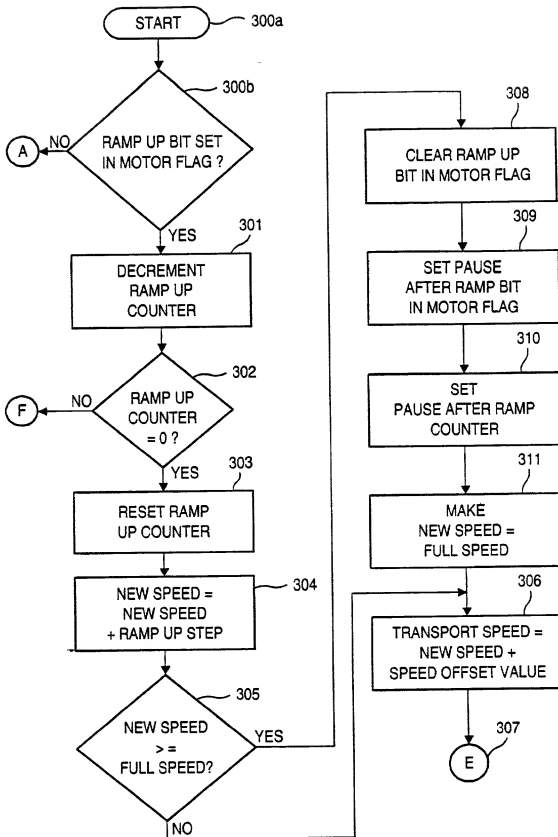 START
300a
300b
RAMP UP BIT SET
IN MOTOR FLAG ?
NO
A
YES
301
DECREMENT
RAMP UP
COUNTER
302
RAMP UP
COUNTER
= 0 ?
NO
F
YES
303
RESET RAMP
UP COUNTER
304
NEW SPEED =
NEW SPEED
+ RAMP UP STEP
305
NEW SPEED
>=
FULL SPEED?
YES
NO
308
CLEAR RAMP UP
BIT IN MOTOR FLAG
309
SET PAUSE
AFTER RAMP BIT
IN MOTOR FLAG
310
SET
PAUSE AFTER RAMP
COUNTER
311
MAKE
NEW SPEED =
FULL SPEED
306
TRANSPORT SPEED =
NEW SPEED +
SPEED OFFSET VALUE
E
307